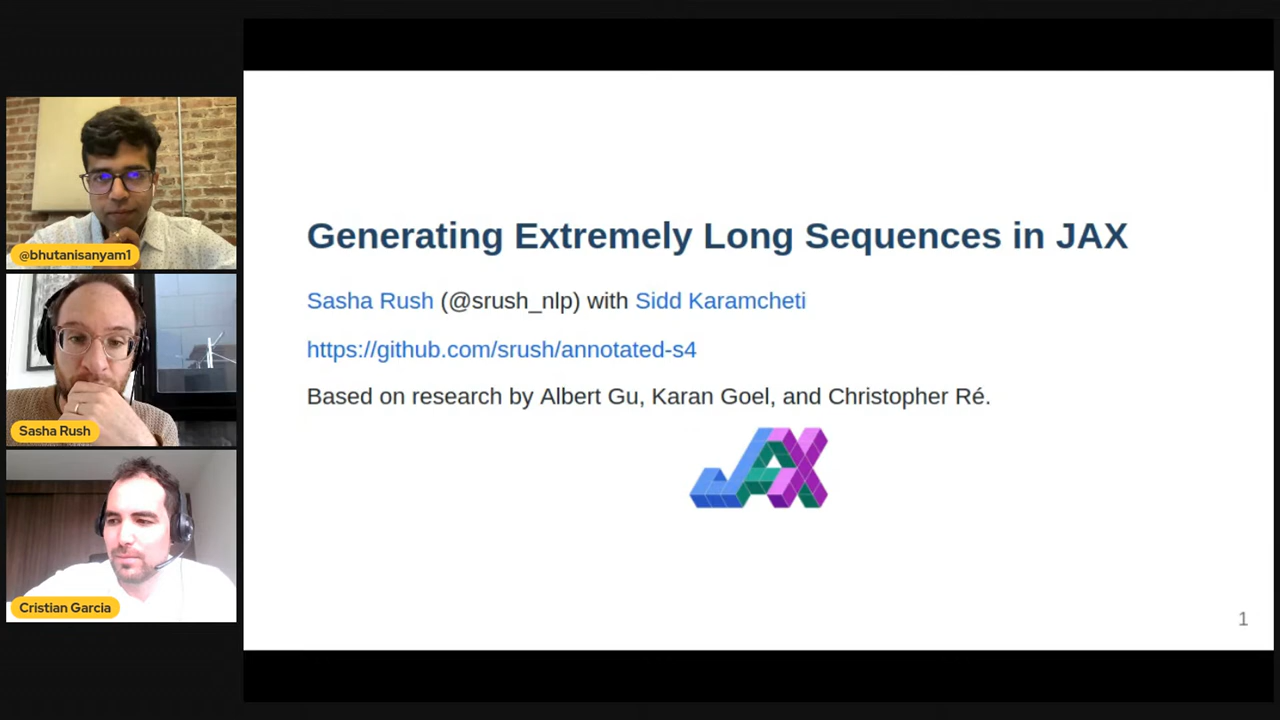 @bhutanisanyam1
Sasha Rush
Cristian Garcia
Generating Extremely Long Sequences in JAX
Sasha Rush (@srush_nlp) with Sidd Karamcheti
https://github.com/srush/annotated-s4
Based on research by Albert Gu, Karan Goel, and Christopher Ré.
JAX
1